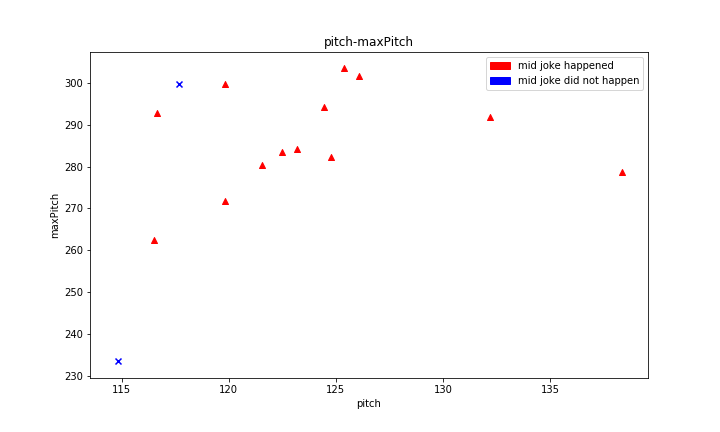 pitch-maxPitch
mid joke happened
mid joke did not happen
maxPitch
300
290
280
270
260
250
240
230
115
120
125
130
135
pitch